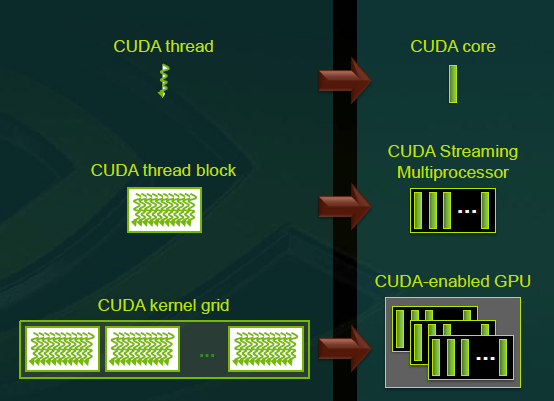 CUDA thread
CUDA core
CUDA thread block
CUDA Streaming
Multiprocessor
CUDA kernel grid
CUDA-enabled GPU